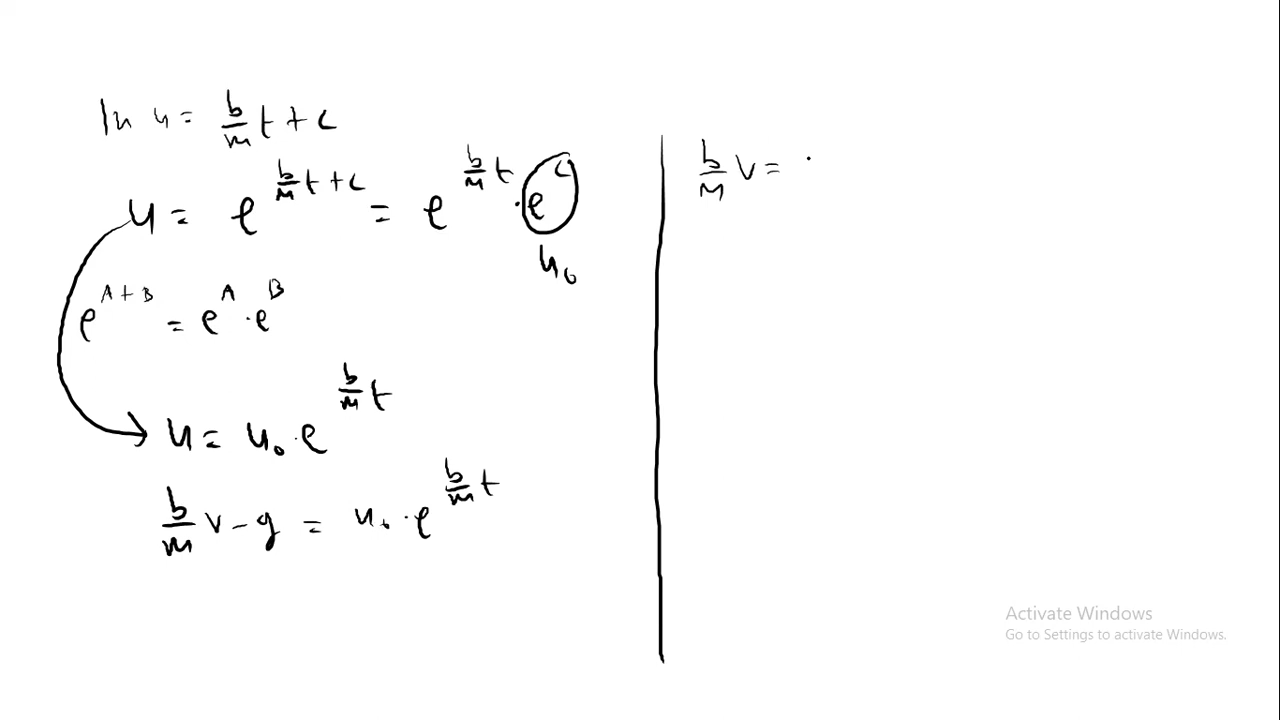 ln u = b/m t + c
u = e^(b/m t + c) = e^(b/m t) · e^c
u₀
e^(A+B) = e^A · e^B
u = u₀ · e^(b/m t)
b/m v - g = u₀ · e^(b/m t)
b/m v =
Activate Windows
Go to Settings to activate Windows.